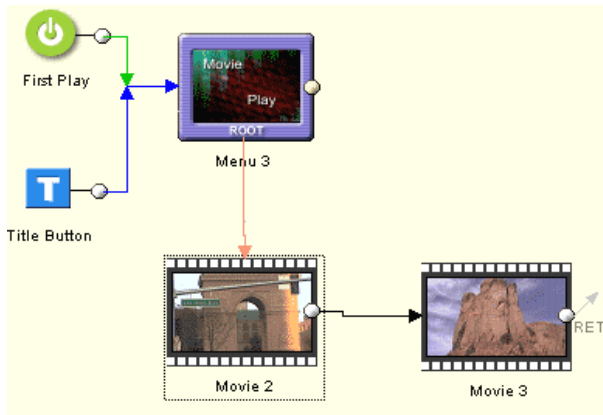 First Play
Movie
Play
ROOT
Menu 3
T
Title Button
Movie 2
RET
Movie 3